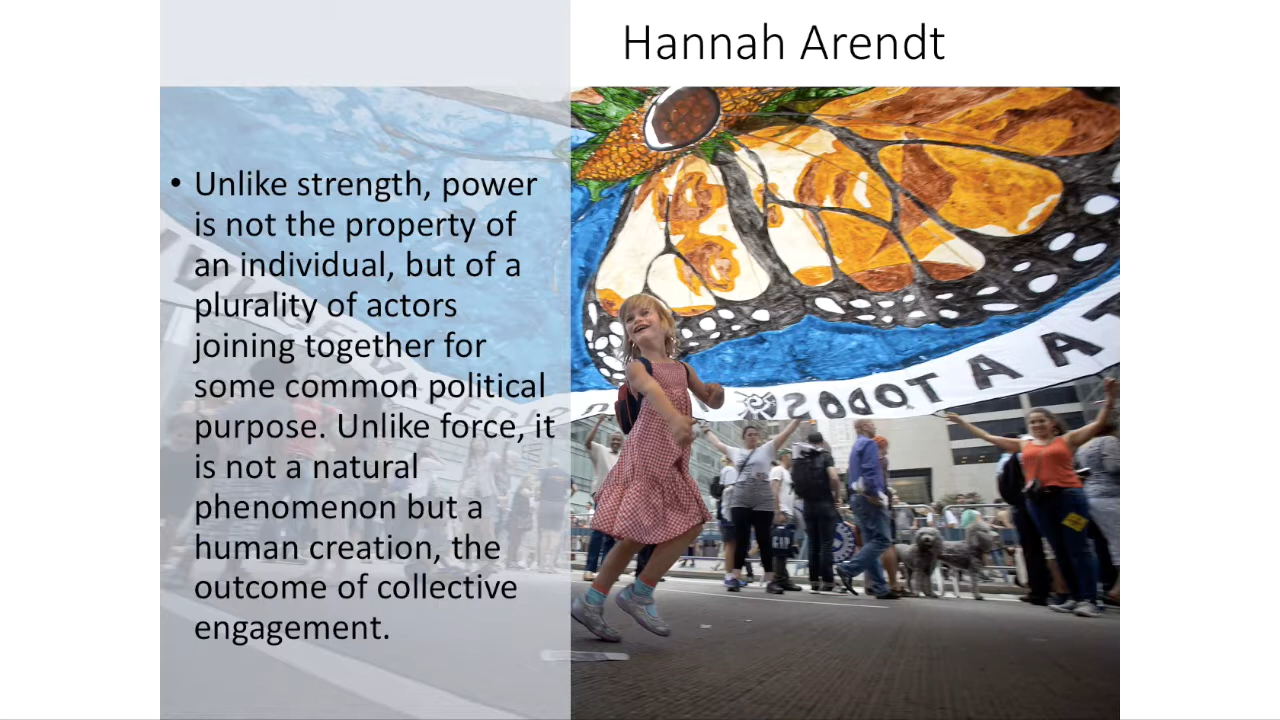 Hannah Arendt
• Unlike strength, power
is not the property of
an individual, but of a
plurality of actors
joining together for
some common political
purpose. Unlike force, it
is not a natural
phenomenon but a
human creation, the
outcome of collective
engagement.
A A TODOS
GAP